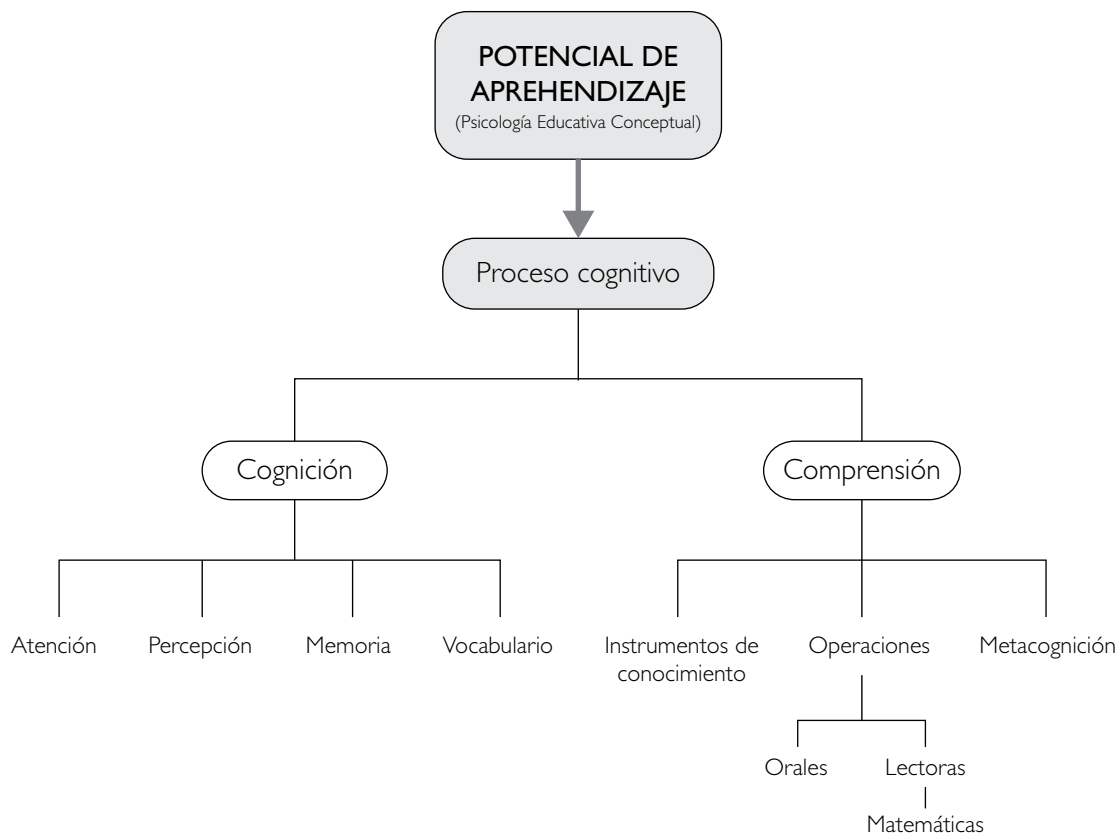 POTENCIAL DE
APREHENDIZAJE
(Psicología Educativa Conceptual)
Proceso cognitivo
Cognición
Comprensión
Atención
Percepción
Memoria
Vocabulario
Instrumentos de
conocimiento
Operaciones
Metacognición
Orales
Lectoras
Matemáticas